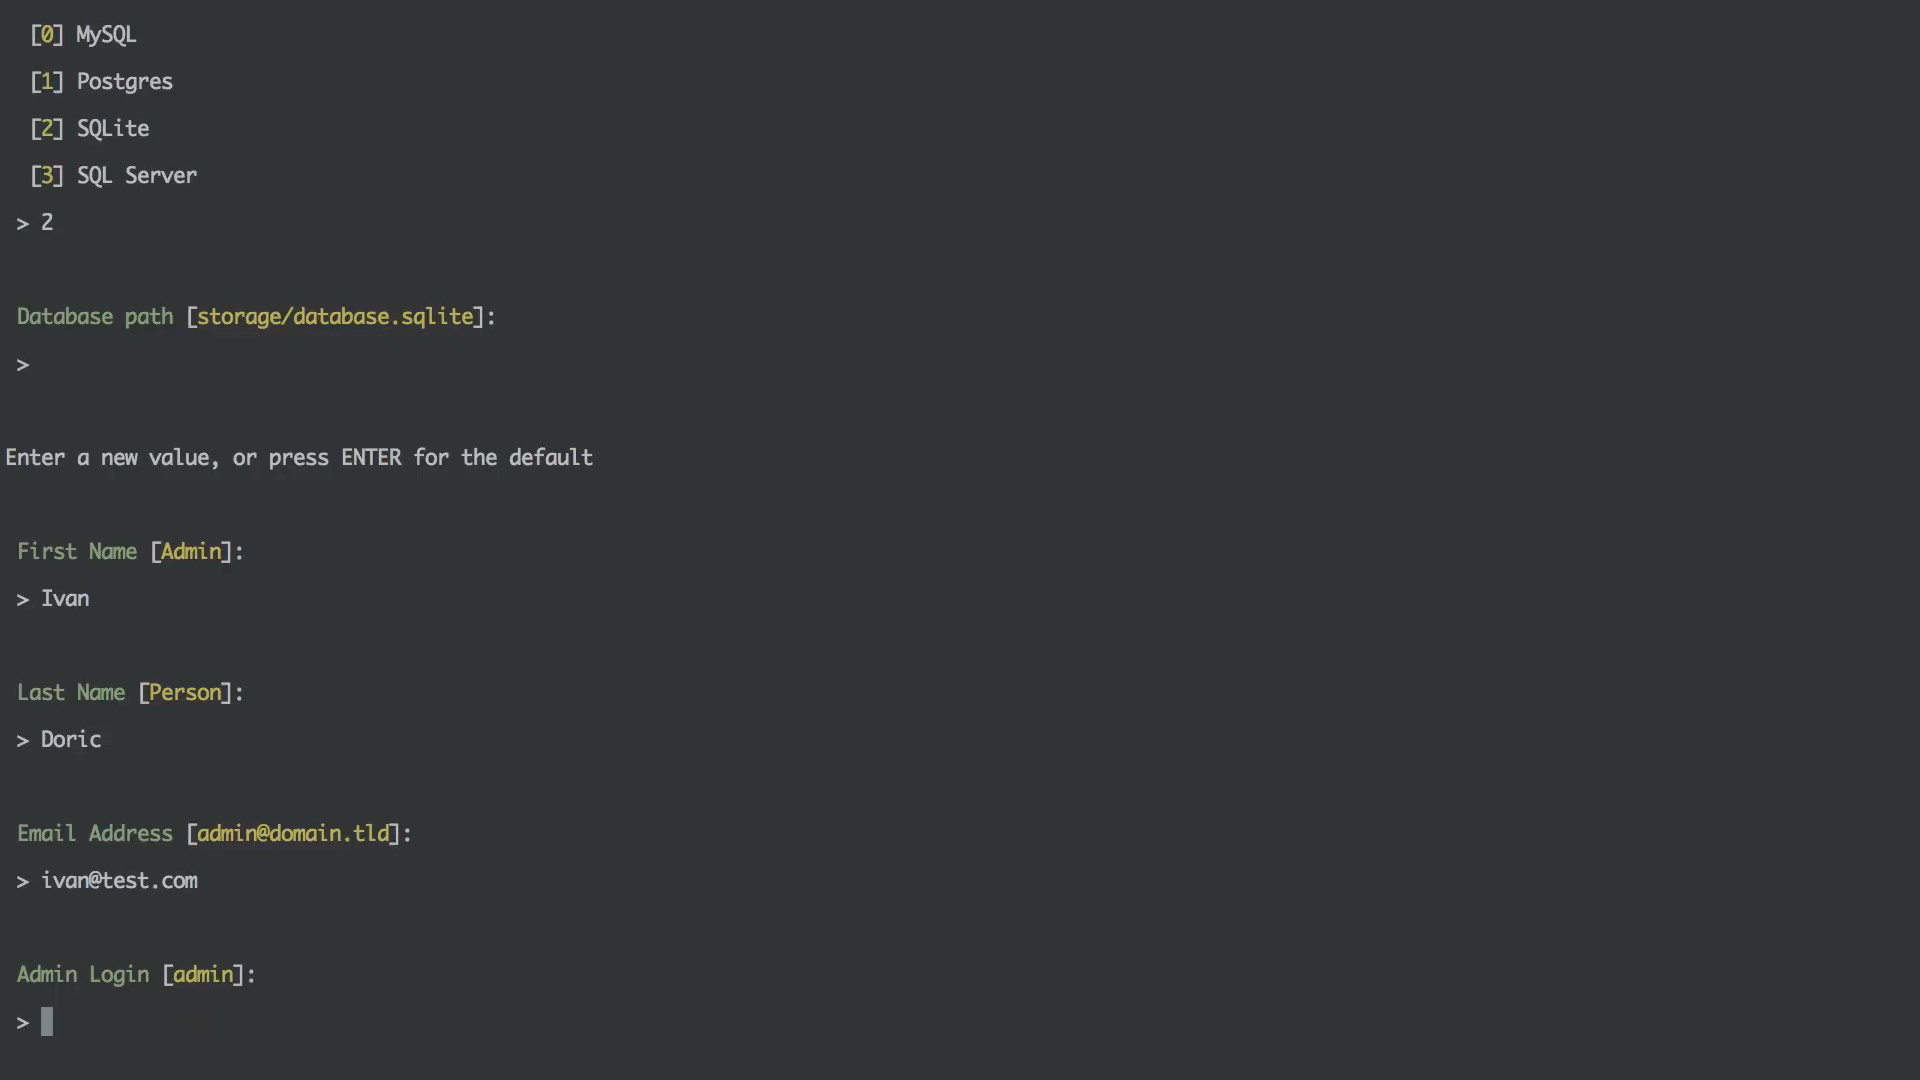 [0] MySQL
[1] Postgres
[2] SQLite
[3] SQL Server
> 2
Database path [storage/database.sqlite]:
>
Enter a new value, or press ENTER for the default
First Name [Admin]:
> Ivan
Last Name [Person]:
> Doric
Email Address [admin@domain.tld]:
> ivan@test.com
Admin Login [admin]:
>